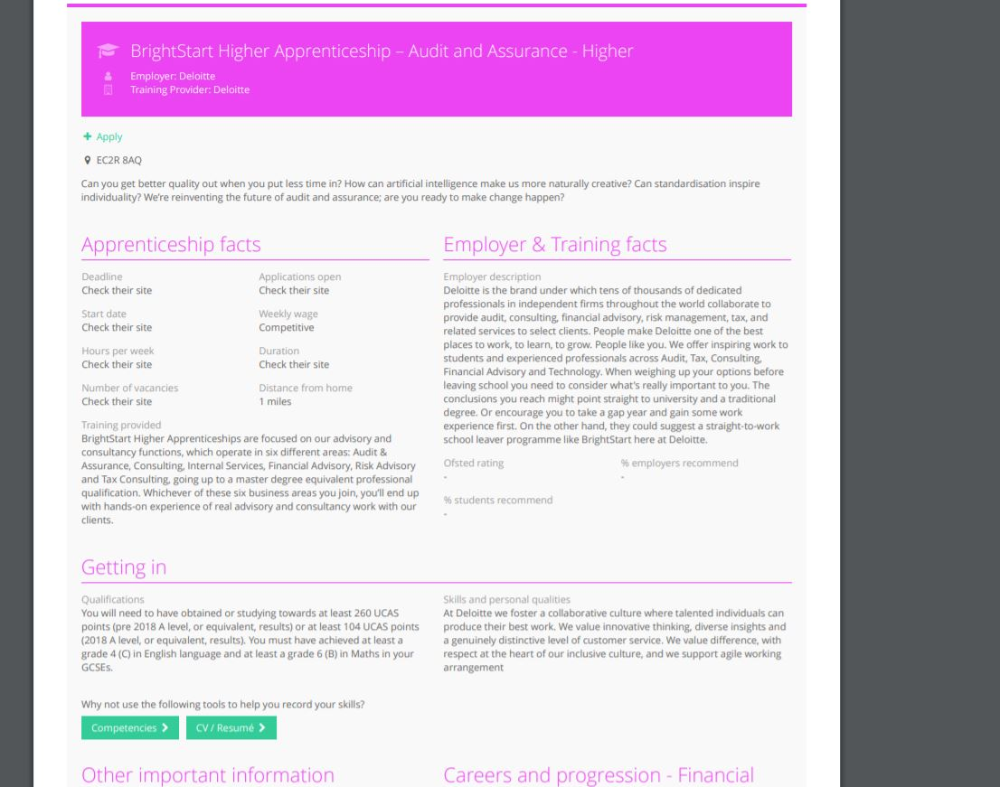 BrightStart Higher Apprenticeship – Audit and Assurance - Higher
Employer: Deloitte
Training Provider: Deloitte
Apply
EC2R 8AQ
Can you get better quality out when you put less time in? How can artificial intelligence make us more naturally creative? Can standardisation inspire
individuality? We're reinventing the future of audit and assurance; are you ready to make change happen?
Apprenticeship facts
Deadline
Check their site
Applications open
Check their site
Start date
Check their site
Weekly wage
Competitive
Hours per week
Check their site
Duration
Check their site
Number of vacancies
Check their site
Distance from home
1 miles
Training provided
BrightStart Higher Apprenticeships are focused on our advisory and
consultancy functions, which operate in six different areas: Audit &
Assurance, Consulting, Internal Services, Financial Advisory, Risk Advisory
and Tax Consulting, going up to a master degree equivalent professional
qualification. Whichever of these six business areas you join, you'll end up
with hands-on experience of real advisory and consultancy work with our
clients.
Employer & Training facts
Employer description
Deloitte is the brand under which tens of thousands of dedicated
professionals in independent firms throughout the world collaborate to
provide audit, consulting, financial advisory, risk management, tax, and
related services to select clients. People make Deloitte one of the best
places to work, to learn, to grow. People like you. We offer inspiring work to
students and experienced professionals across Audit, Tax, Consulting,
Financial Advisory and Technology. When weighing up your options before
leaving school you need to consider what's really important to you. The
conclusions you reach might point straight to university and a traditional
degree. Or encourage you to take a gap year and gain some work
experience first. On the other hand, they could suggest a straight-to-work
school leaver programme like BrightStart here at Deloitte.
Ofsted rating
-
% employers recommend
-
% students recommend
-
Getting in
Qualifications
You will need to have obtained or studying towards at least 260 UCAS
points (pre 2018 A level, or equivalent, results) or at least 104 UCAS points
(2018 A level, or equivalent, results). You must have achieved at least a
grade 4 (C) in English language and at least a grade 6 (B) in Maths in your
GCSEs.
Skills and personal qualities
At Deloitte we foster a collaborative culture where talented individuals can
produce their best work. We value innovative thinking, diverse insights and
a genuinely distinctive level of customer service. We value difference, with
respect at the heart of our inclusive culture, and we support agile working
arrangement
Why not use the following tools to help you record your skills?
Competencies
CV / Resumé
Other important information
Careers and progression - Financial